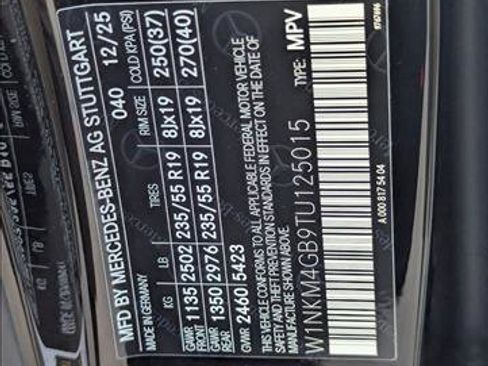 MFD BY MERCEDES-BENZ AG STUTTGART
MADE IN GERMANY 040 12/25
KG LB TIRES RIM SIZE COLD KPA(PSI)
GAWR FRONT 1135 2502 235/55 R19 8Jx19 250(37)
GAWR REAR 1350 2976 235/55 R19 8Jx19 270(40)
GVWR 2460 5423
THIS VEHICLE CONFORMS TO ALL APPLICABLE FEDERAL MOTOR VEHICLE
SAFETY, BUMPER, AND THEFT PREVENTION STANDARDS IN EFFECT ON THE DATE OF
MANUFACTURE SHOWN ABOVE.
W1NKM4GB9TU125015 TYPE: MPV
A 000 817 54 04